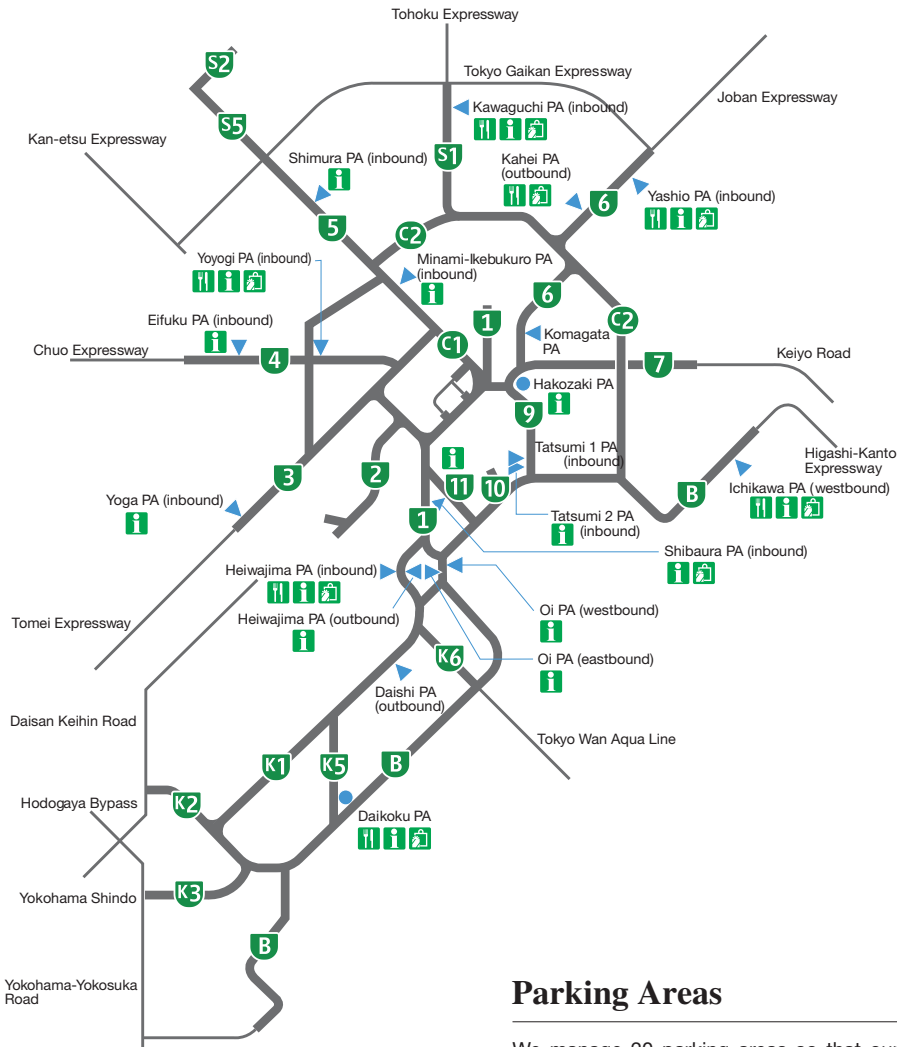 Tohoku Expressway
S2
Tokyo Gaikan Expressway
Joban Expressway
Kawaguchi PA (inbound)
S5
Kan-etsu Expressway
Shimura PA (inbound)
S1
Kahei PA
(outbound)
6
Yashio PA (inbound)
5
C2
Yoyogi PA (inbound)
Minami-Ikebukuro PA
(inbound)
6
Eifuku PA (inbound)
1
C2
Chuo Expressway
4
C1
Komagata
PA
7
Keiyo Road
Hakozaki PA
9
Tatsumi 1 PA
(inbound)
Higashi-Kanto
Expressway
3
2
11
10
B
Ichikawa PA (westbound)
Yoga PA (inbound)
1
Tatsumi 2 PA
(inbound)
Shibaura PA (inbound)
Heiwajima PA (inbound)
Oi PA (westbound)
Heiwajima PA (outbound)
Tomei Expressway
K6
Oi PA (eastbound)
Daishi PA
(outbound)
Daisan Keihin Road
Tokyo Wan Aqua Line
K1
K5
B
Hodogaya Bypass
K2
Daikoku PA
Yokohama Shindo
K3
B
Yokohama-Yokosuka
Road
Parking Areas